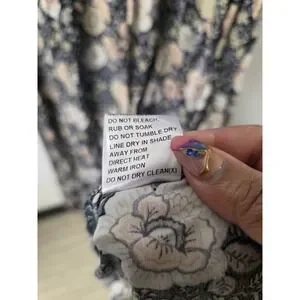 DO NOT BLEACH,
RUB OR SOAK
DO NOT TUMBLE DRY
LINE DRY IN SHADE
AWAY FROM
DIRECT HEAT
WARM IRON
DO NOT DRY CLEAN(X)